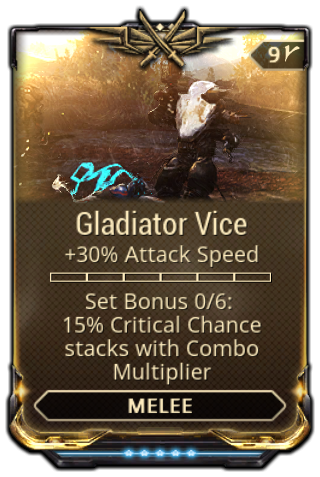 9
Gladiator Vice
+30% Attack Speed
Set Bonus 0/6:
15% Critical Chance
stacks with Combo
Multiplier
MELEE